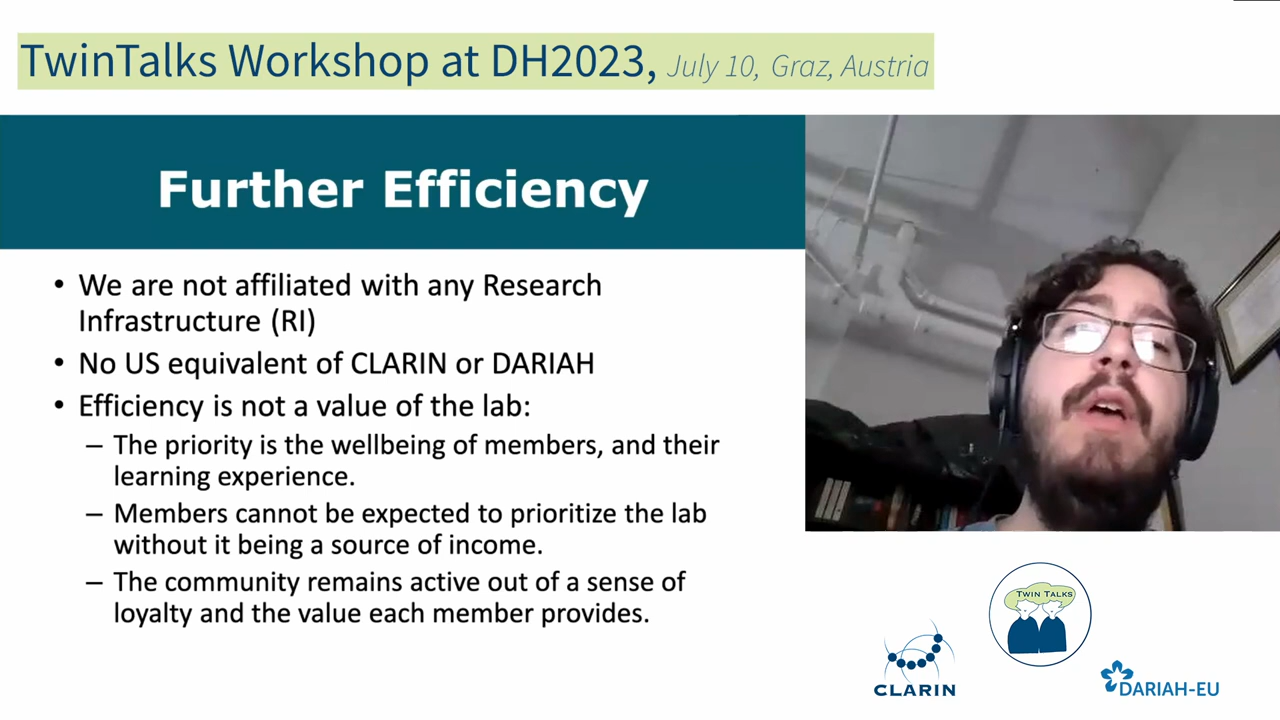 TwinTalks Workshop at DH2023, July 10, Graz, Austria
Further Efficiency
• We are not affiliated with any Research
Infrastructure (RI)
• No US equivalent of CLARIN or DARIAH
• Efficiency is not a value of the lab:
– The priority is the wellbeing of members, and their
learning experience.
– Members cannot be expected to prioritize the lab
without it being a source of income.
– The community remains active out of a sense of
loyalty and the value each member provides.
TWIN TALKS
CLARIN
DARIAH-EU